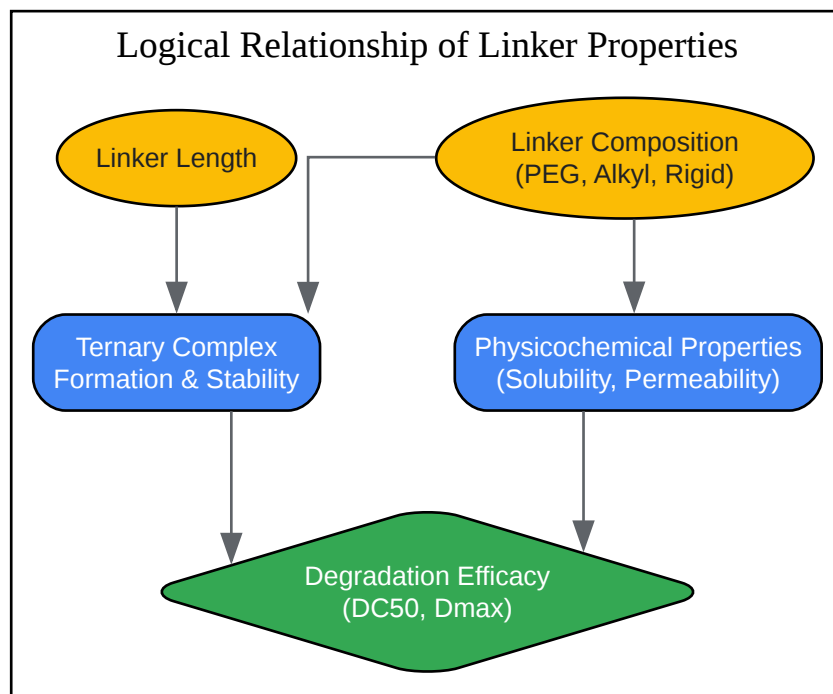 Logical Relationship of Linker Properties
Linker Length
Linker Composition
(PEG, Alkyl, Rigid)
Ternary Complex
Formation & Stability
Physicochemical Properties
(Solubility, Permeability)
Degradation Efficacy
(DC50, Dmax)